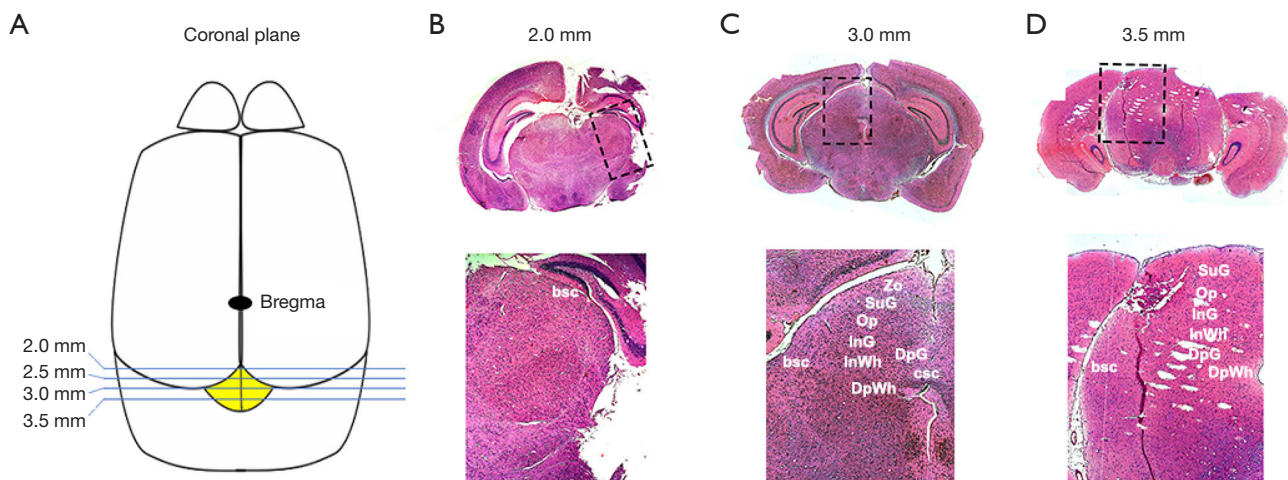 A
Coronal plane
Bregma
2.0 mm
2.5 mm
3.0 mm
3.5 mm
B
2.0 mm
bsc
C
3.0 mm
Zo
SuG
Op
InG
InWh
DpG
bsc
csc
DpWh
D
3.5 mm
SuG
Op
InG
InWh
DpG
bsc
DpWh